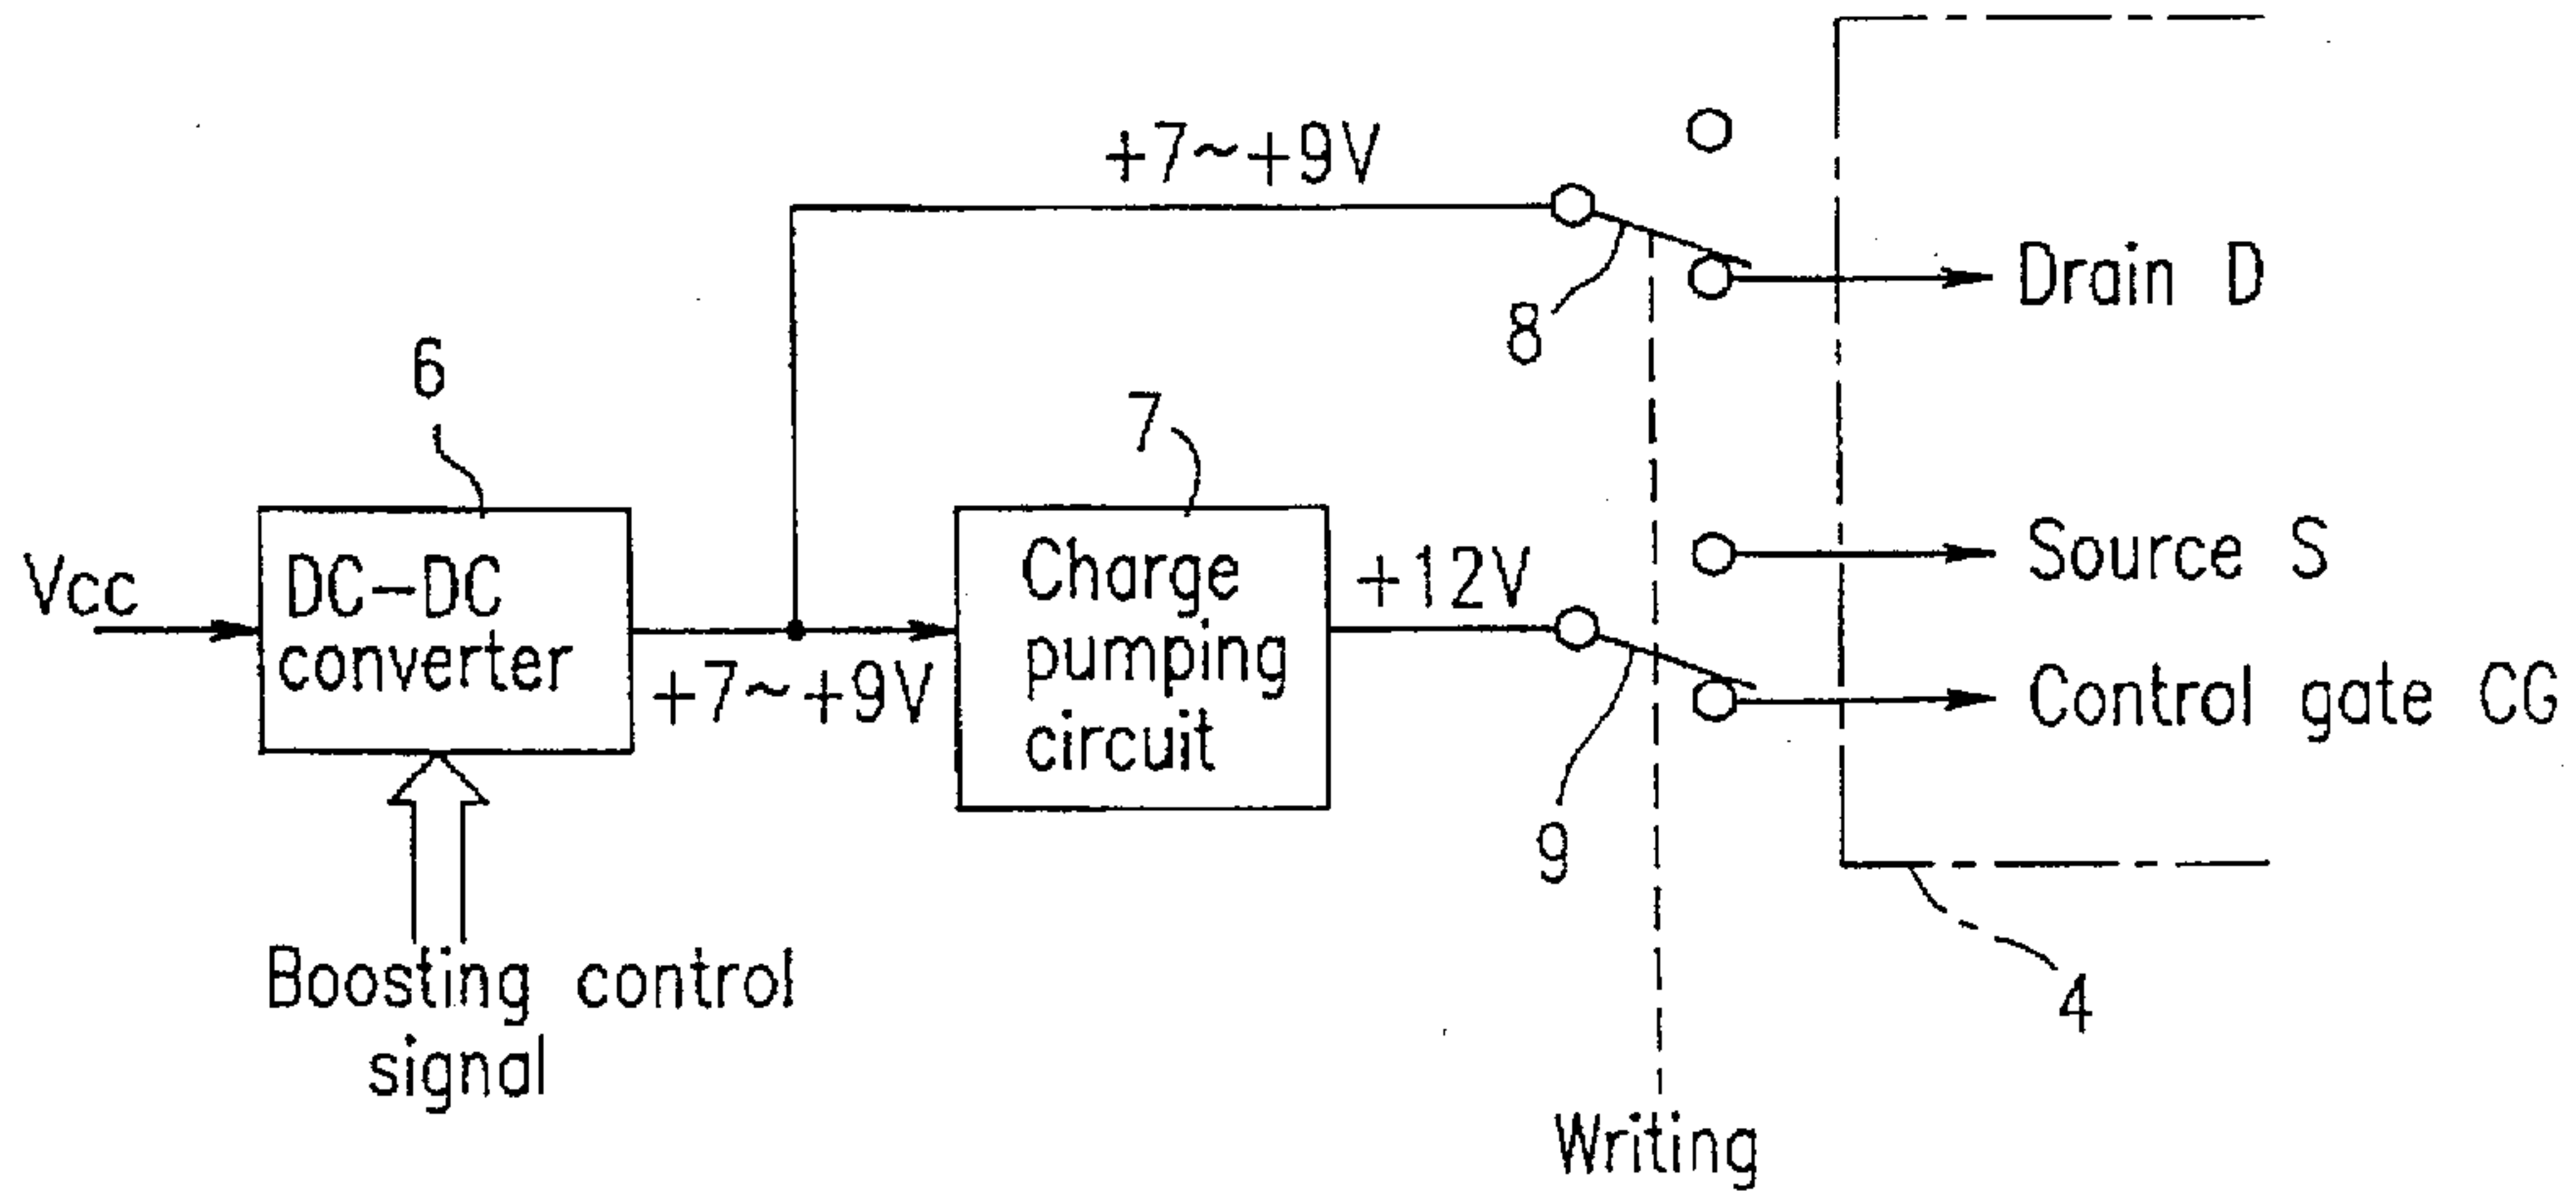 +7~+9V
8
Drain D
6
7
Vcc
DC-DC
converter
+7~+9V
Charge
pumping
circuit
+12V
Source S
Control gate CG
9
4
Boosting control
signal
Writing